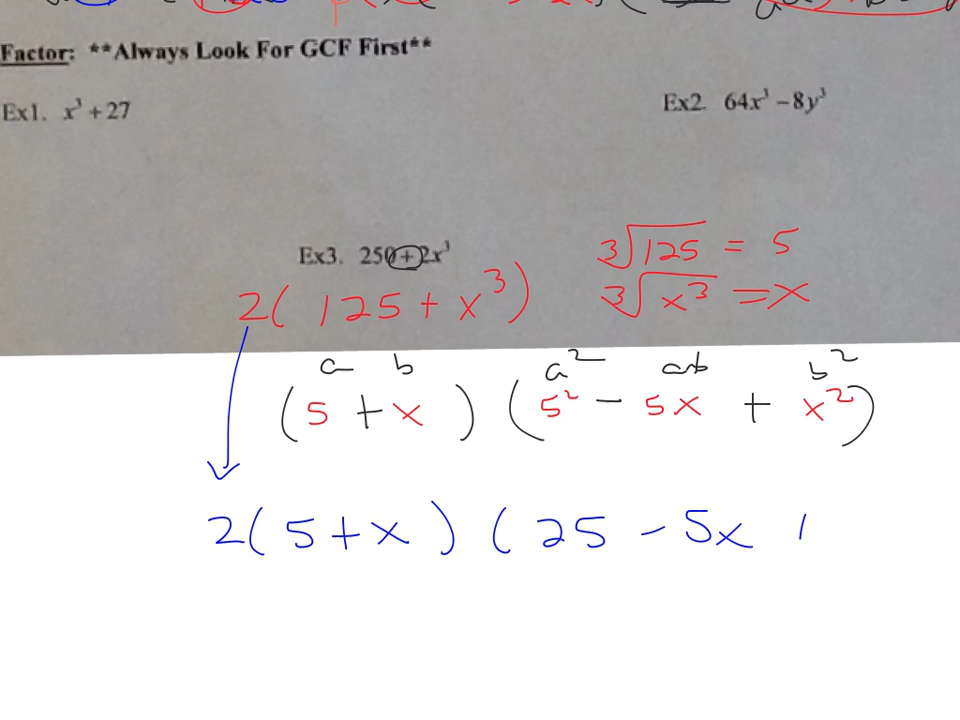 Factor: **Always Look For GCF First**
Ex1. x³ + 27
Ex2. 64x³ − 8y³
Ex3. 250 + 2x³
∛125 = 5
2(125 + x³)
∛x³ = x
a b a² ab b²
(5 + x)(5² − 5x + x²)
2(5 + x)(25 − 5x